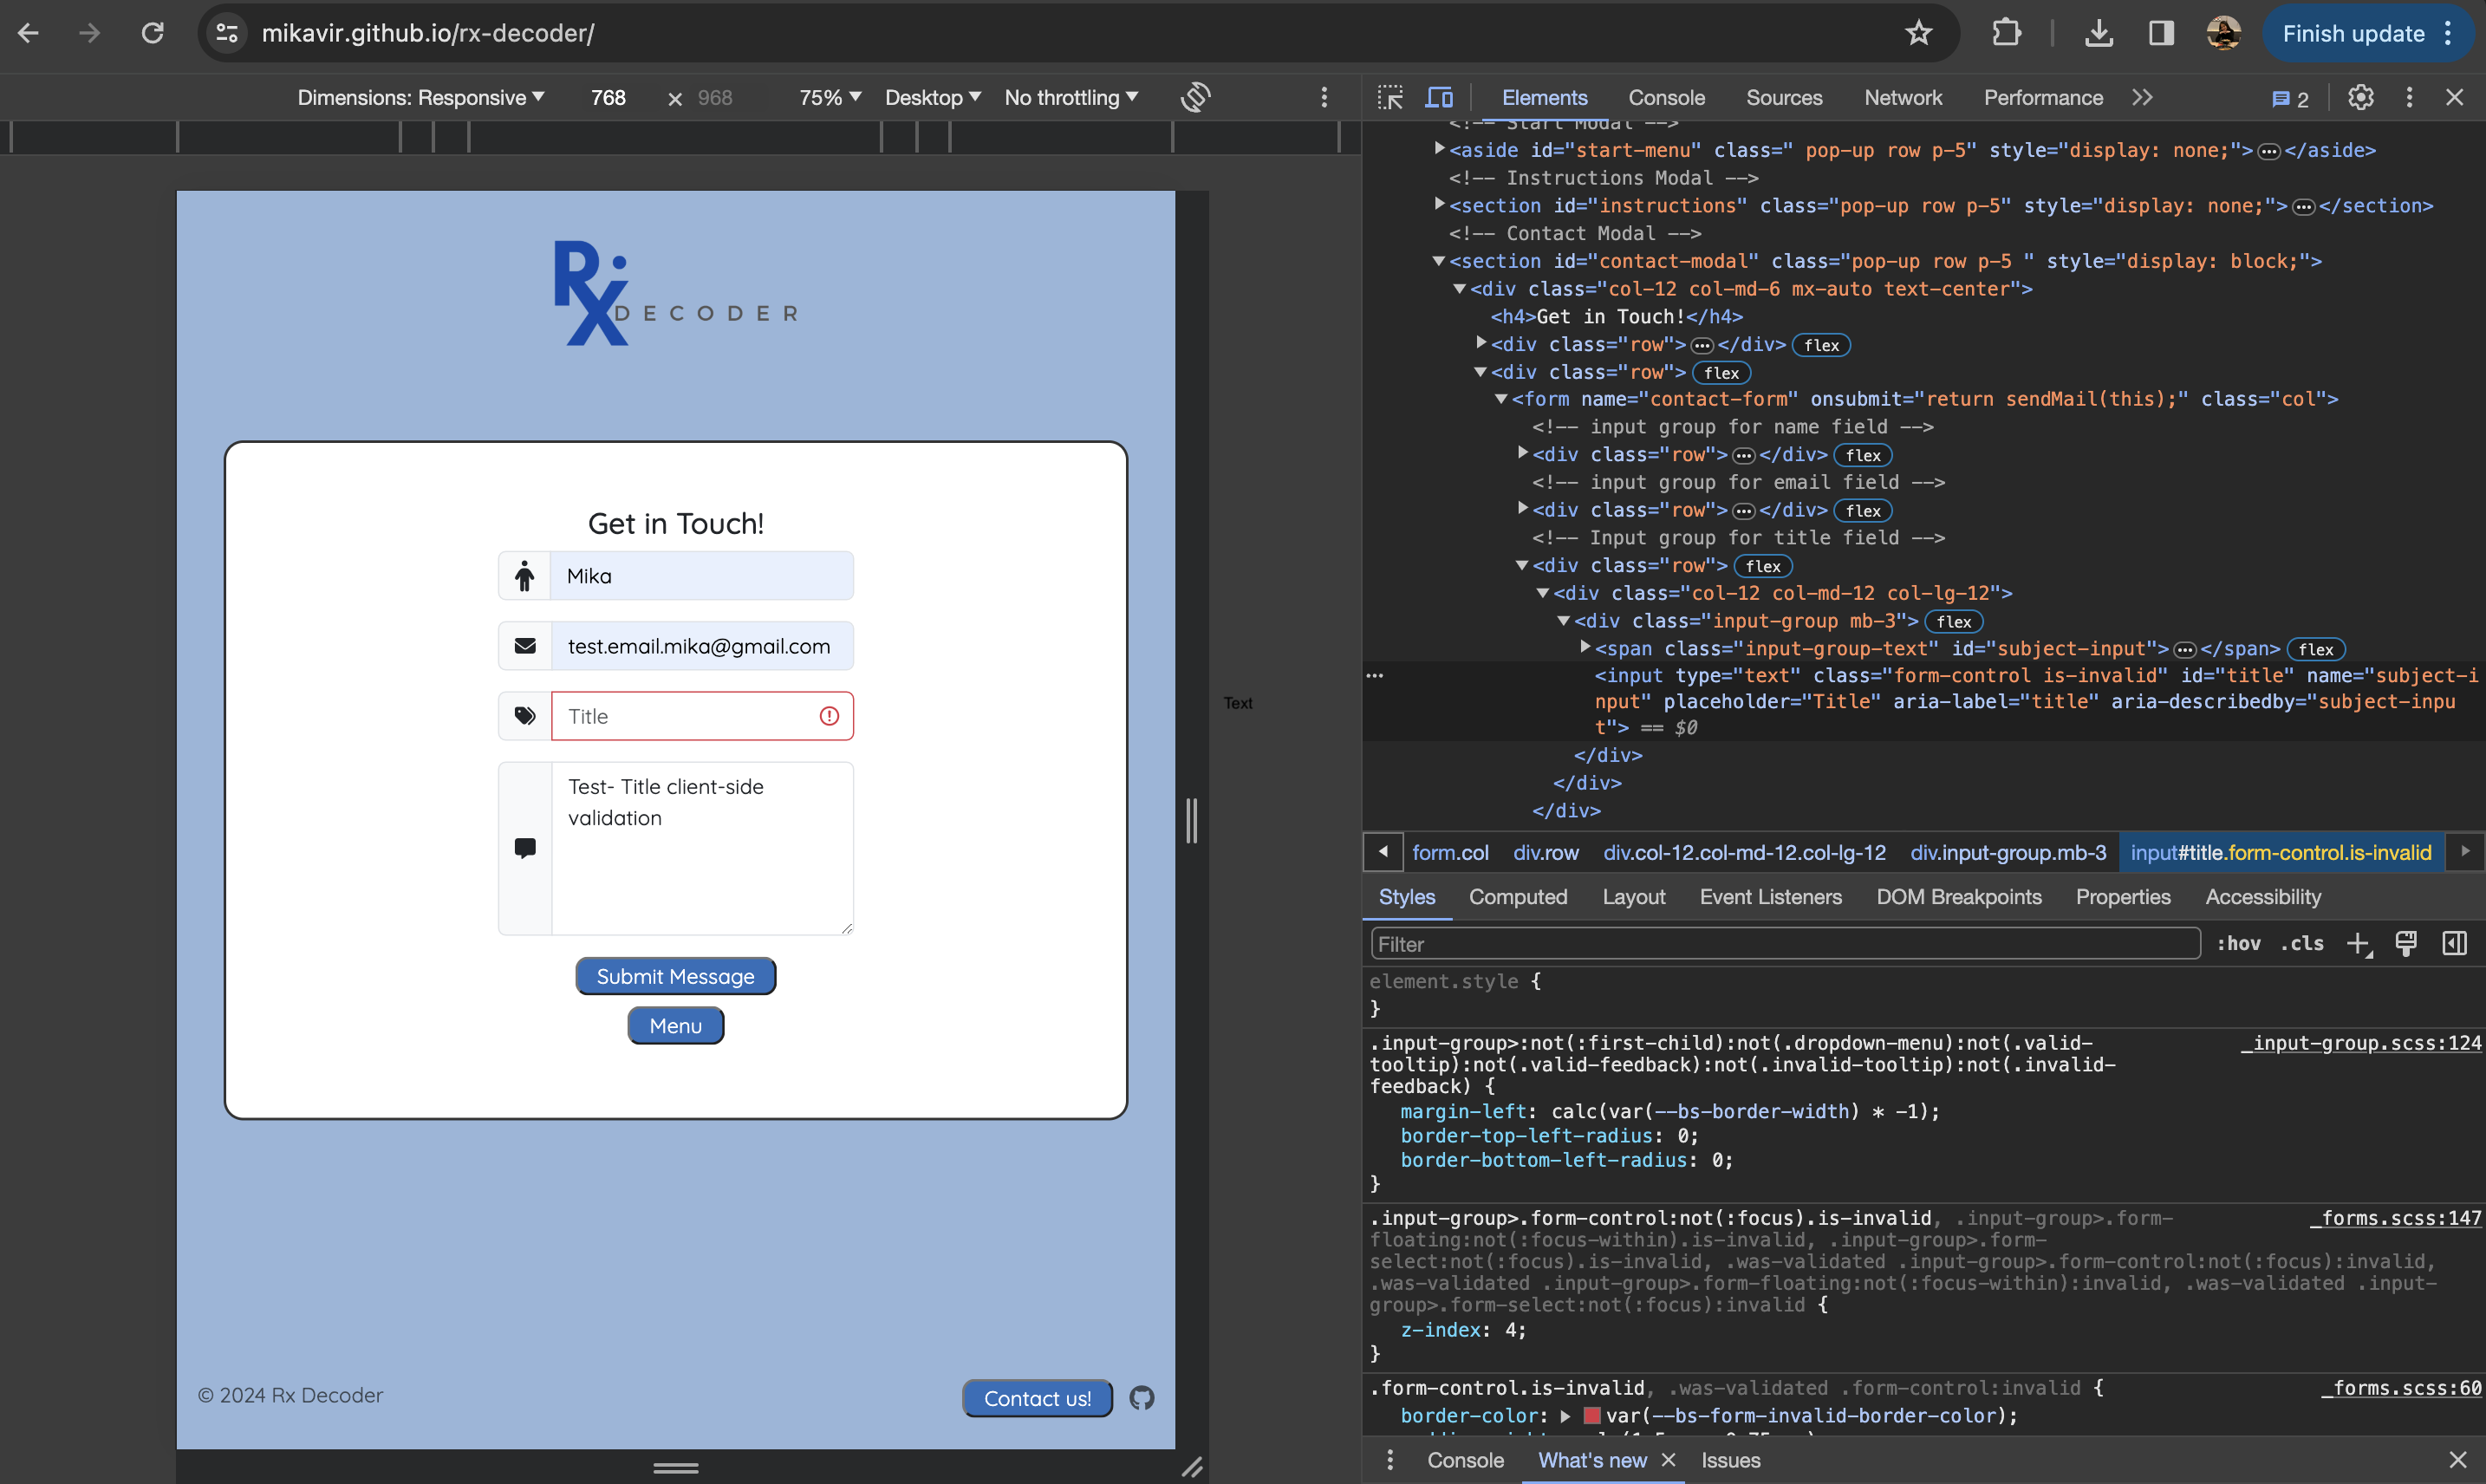 mikavir.github.io/rx-decoder/
Finish update
Dimensions: Responsive
768
968
75%
Desktop
No throttling
Elements
Console
Sources
Network
Performance
2
<!-- Start Modal -->
<aside id="start-menu" class=" pop-up row p-5" style="display: none;"></aside>
<!-- Instructions Modal -->
<section id="instructions" class="pop-up row p-5" style="display: none;"></section>
<!-- Contact Modal -->
<section id="contact-modal" class="pop-up row p-5 " style="display: block;">
<div class="col-12 col-md-6 mx-auto text-center">
<h4>Get in Touch!</h4>
<div class="row"></div> flex
<div class="row"> flex
<form name="contact-form" onsubmit="return sendMail(this);" class="col">
<!-- input group for name field -->
<div class="row"></div> flex
<!-- input group for email field -->
<div class="row"></div> flex
<!-- Input group for title field -->
<div class="row"> flex
<div class="col-12 col-md-12 col-lg-12">
<div class="input-group mb-3"> flex
<span class="input-group-text" id="subject-input"></span> flex
<input type="text" class="form-control is-invalid" id="title" name="subject-i
nput" placeholder="Title" aria-label="title" aria-describedby="subject-inpu
t"> == $0
</div>
</div>
</div>
Rx DECODER
Get in Touch!
Mika
test.email.mika@gmail.com
Title
Test- Title client-side
validation
Submit Message
Menu
Text
© 2024 Rx Decoder
Contact us!
form.col
div.row
div.col-12.col-md-12.col-lg-12
div.input-group.mb-3
input#title.form-control.is-invalid
Styles
Computed
Layout
Event Listeners
DOM Breakpoints
Properties
Accessibility
Filter
:hov
.cls
element.style {
}
.input-group>:not(:first-child):not(.dropdown-menu):not(.valid-
_input-group.scss:124
tooltip):not(.valid-feedback):not(.invalid-tooltip):not(.invalid-
feedback) {
margin-left: calc(var(--bs-border-width) * -1);
border-top-left-radius: 0;
border-bottom-left-radius: 0;
}
.input-group>.form-control:not(:focus).is-invalid, .input-group>.form-
_forms.scss:147
floating:not(:focus-within).is-invalid, .input-group>.form-
select:not(:focus).is-invalid, .was-validated .input-group>.form-control:not(:focus):invalid,
.was-validated .input-group>.form-floating:not(:focus-within):invalid, .was-validated .input-
group>.form-select:not(:focus):invalid {
z-index: 4;
}
.form-control.is-invalid, .was-validated .form-control:invalid {
_forms.scss:60
border-color: var(--bs-form-invalid-border-color);
Console
What's new
Issues